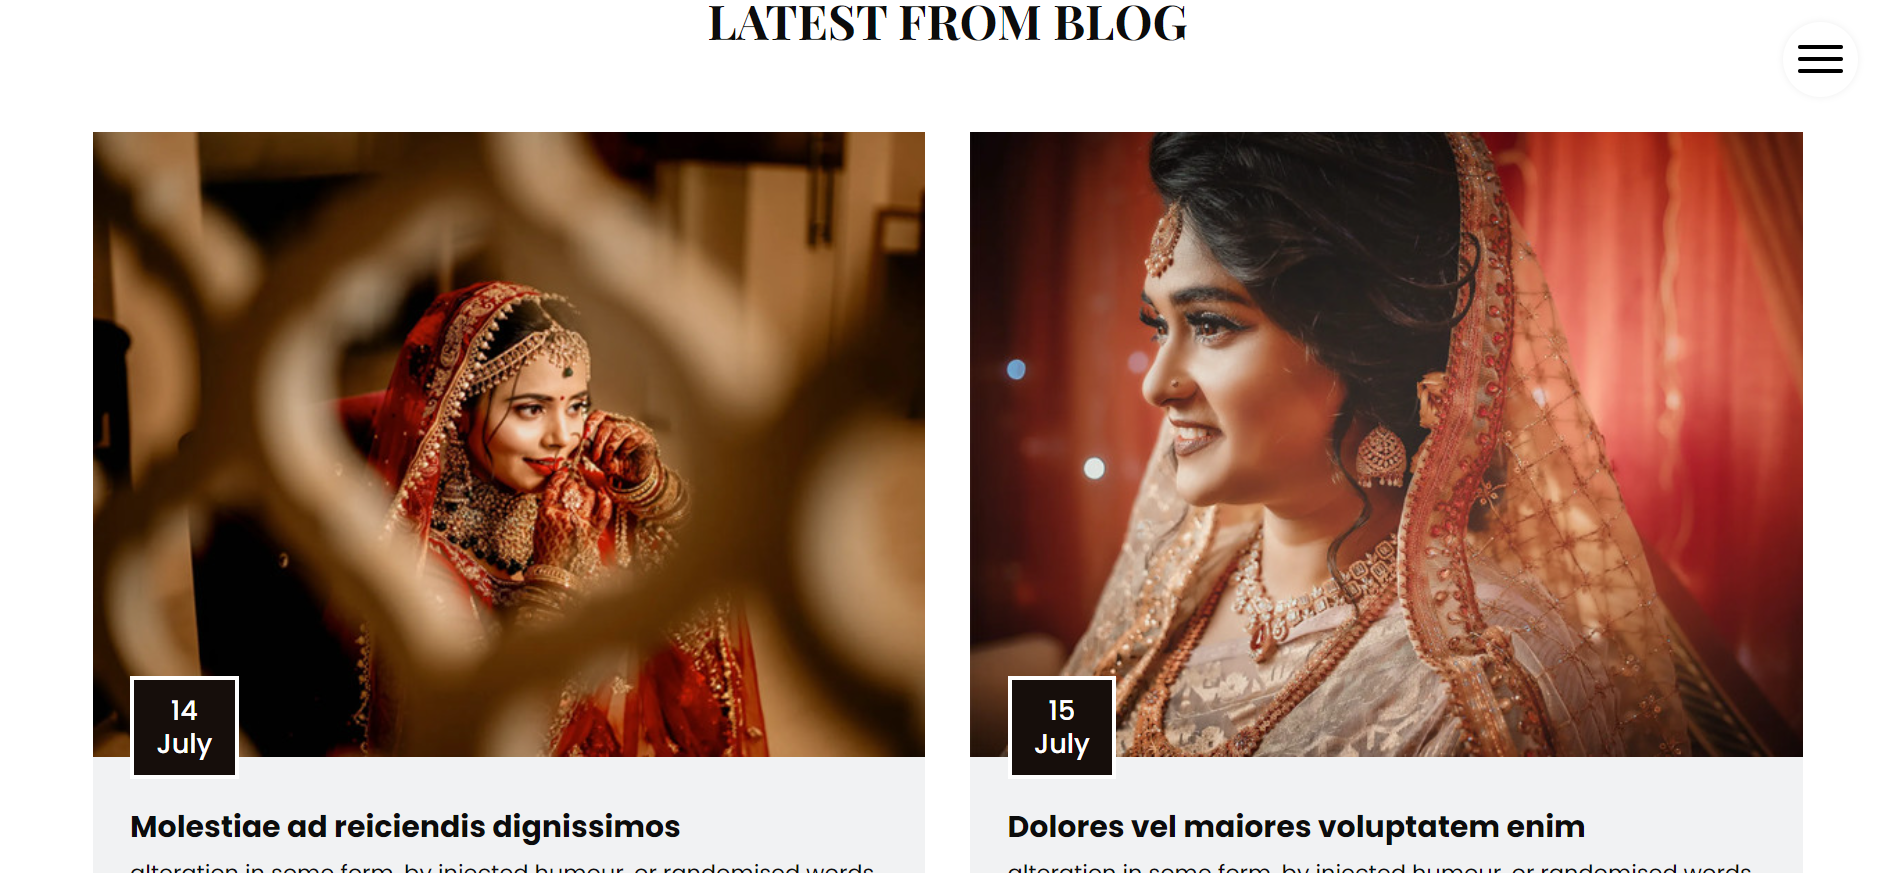 LATEST FROM BLOG
14
July
15
July
Molestiae ad reiciendis dignissimos
Dolores vel maiores voluptatem enim
alteration in some form, by injected humour, or randomised words
alteration in some form, by injected humour, or randomised words